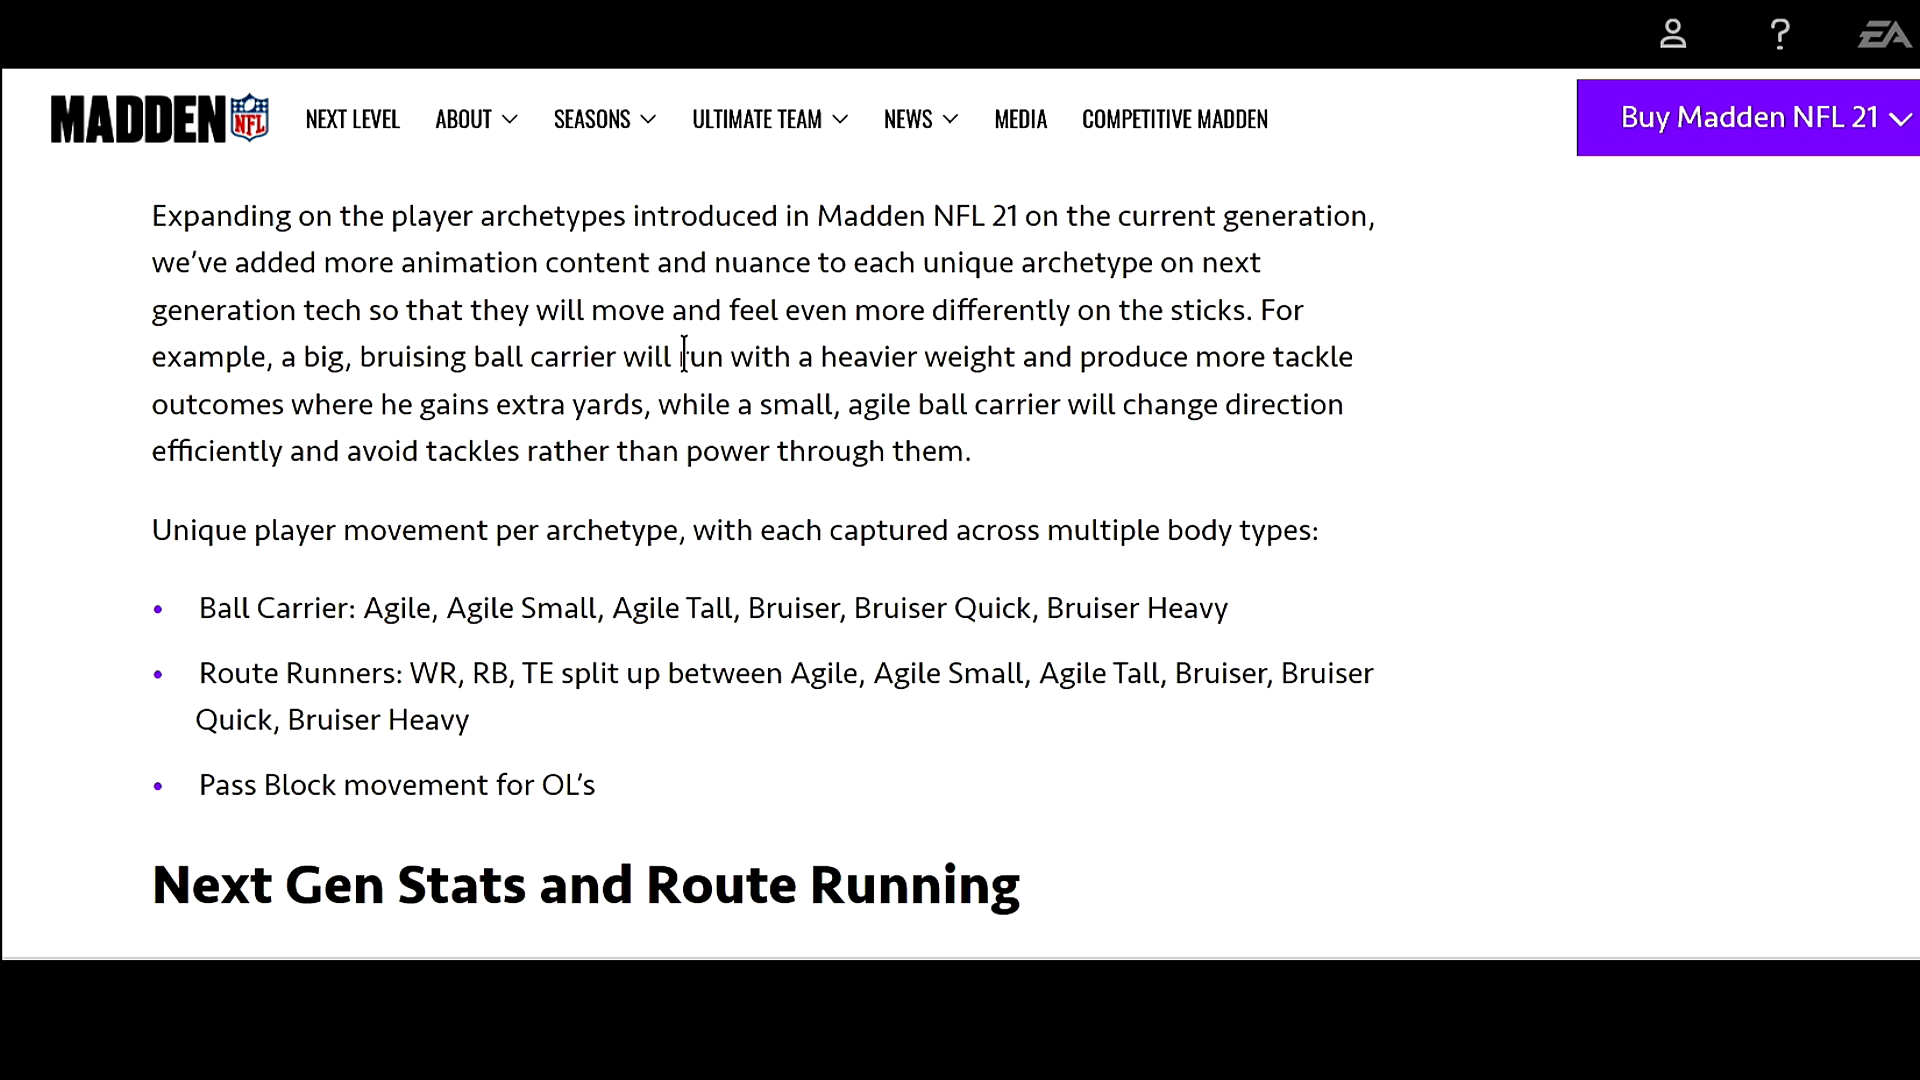 ?
EA
MADDEN NFL NEXT LEVEL ABOUT SEASONS ULTIMATE TEAM NEWS MEDIA COMPETITIVE MADDEN Buy Madden NFL 21
Expanding on the player archetypes introduced in Madden NFL 21 on the current generation,
we’ve added more animation content and nuance to each unique archetype on next
generation tech so that they will move and feel even more differently on the sticks. For
example, a big, bruising ball carrier will run with a heavier weight and produce more tackle
outcomes where he gains extra yards, while a small, agile ball carrier will change direction
efficiently and avoid tackles rather than power through them.
Unique player movement per archetype, with each captured across multiple body types:
• Ball Carrier: Agile, Agile Small, Agile Tall, Bruiser, Bruiser Quick, Bruiser Heavy
• Route Runners: WR, RB, TE split up between Agile, Agile Small, Agile Tall, Bruiser, Bruiser
Quick, Bruiser Heavy
• Pass Block movement for OL’s
Next Gen Stats and Route Running